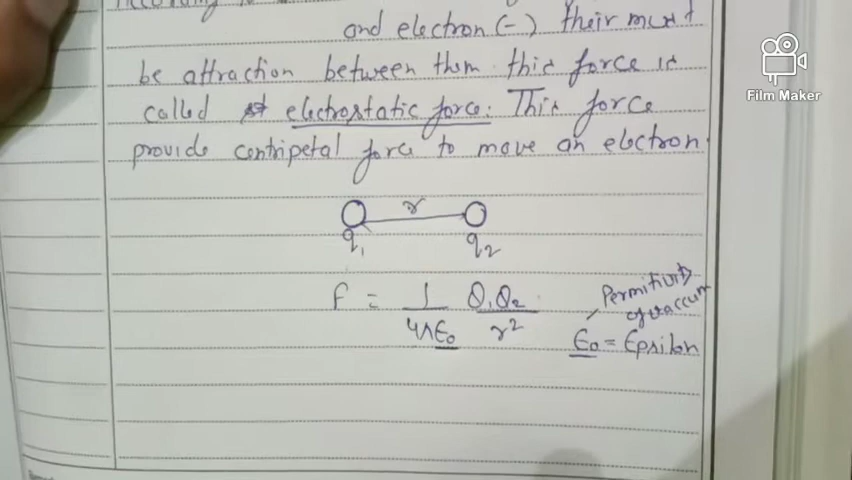 and electron (-) their must
be attraction between them this force is
called electrostatic force. This force
provide centripetal force to move an electron
r
q1 q2
F = 1/4πε0 Q1Q2/r2
Permitivity of vaccum
ε0 = Epsilon
Film Maker